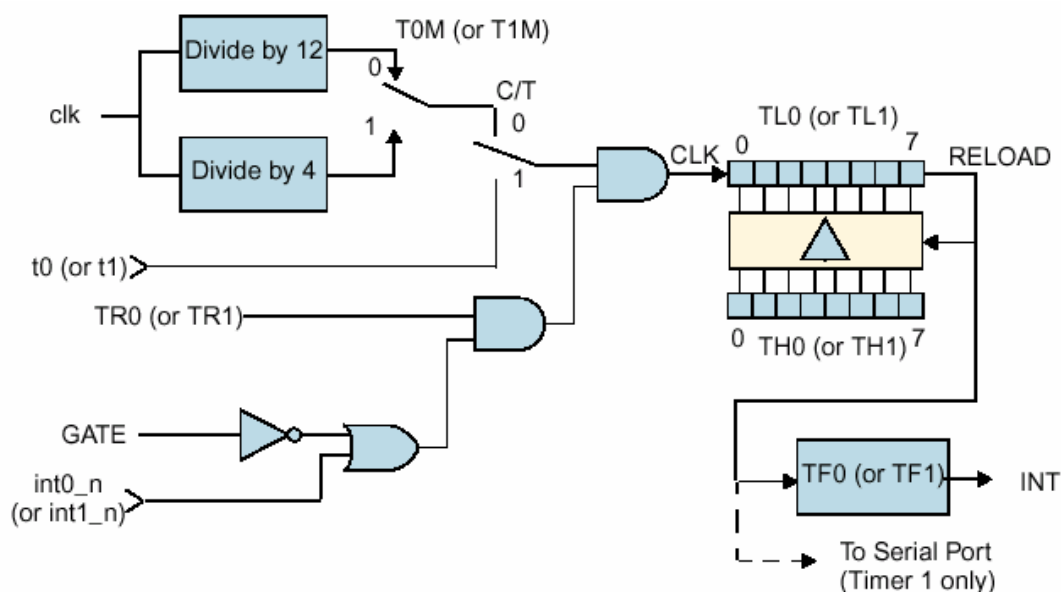 T0M (or T1M)
Divide by 12
0
C/T
clk
1
0
TL0 (or TL1)
0
7
Divide by 4
1
CLK
RELOAD
t0 (or t1)
TR0 (or TR1)
0
7
TH0 (or TH1)
GATE
int0_n
(or int1_n)
TF0 (or TF1)
INT
To Serial Port
(Timer 1 only)